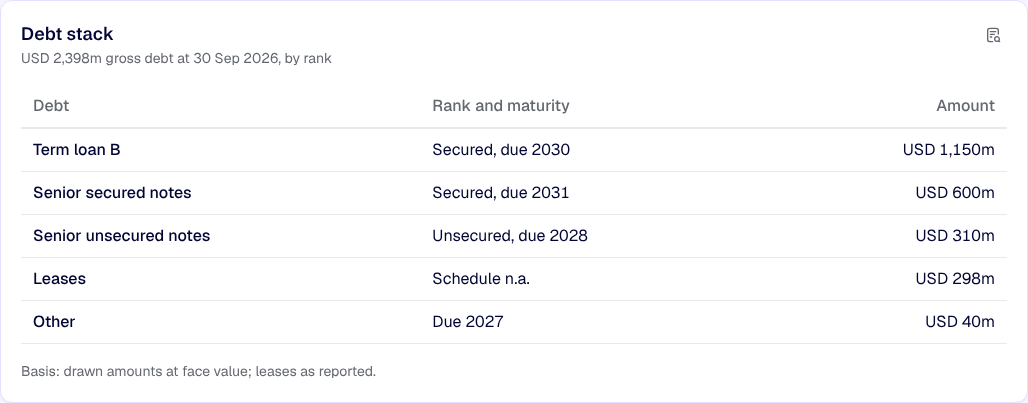 Debt stack
USD 2,398m gross debt at 30 Sep 2026, by rank
Debt Rank and maturity Amount
Term loan B Secured, due 2030 USD 1,150m
Senior secured notes Secured, due 2031 USD 600m
Senior unsecured notes Unsecured, due 2028 USD 310m
Leases Schedule n.a. USD 298m
Other Due 2027 USD 40m
Basis: drawn amounts at face value; leases as reported.